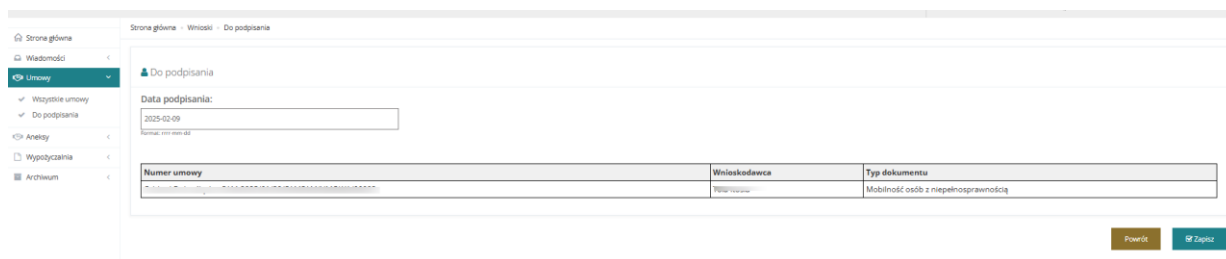 Strona główna > Wnioski > Do podpisania
Strona główna
Wiadomości
Umowy
Wszystkie umowy
Do podpisania
Aneksy
Wypożyczalnia
Archiwum
Do podpisania
Data podpisania:
2025-02-09
Format: rrrr-mm-dd
Numer umowy Wnioskodawca Typ dokumentu
Mobilność osób z niepełnosprawnością
Powrót Zapisz